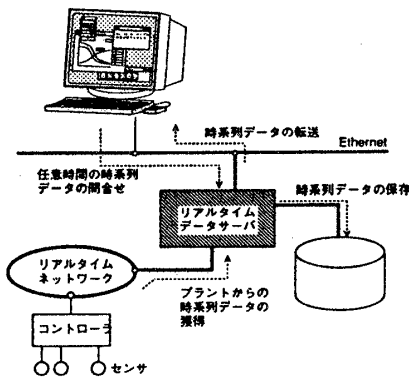 時系列データの転送
Ethernet
任意時間の時系列
データの問合せ
時系列データの保存
リアルタイム
データサーバ
リアルタイム
ネットワーク
プラントからの
時系列データの
獲得
コントローラ
センサ